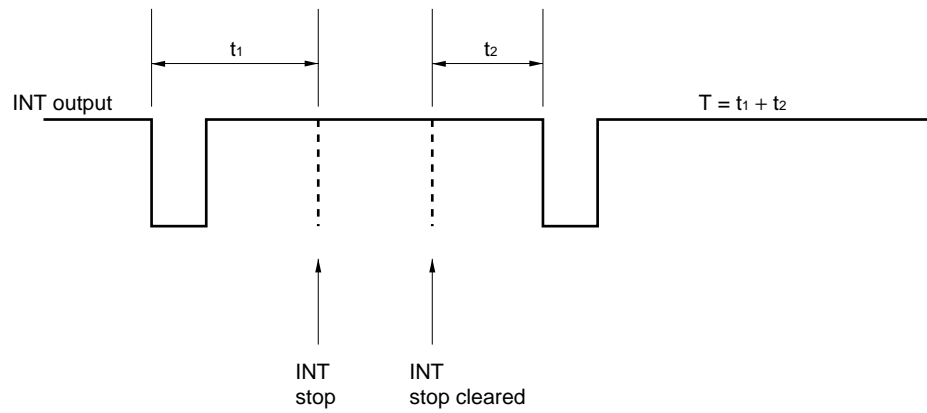 t1
t2
INT output
T = t1 + t2
INT
stop
INT
stop cleared